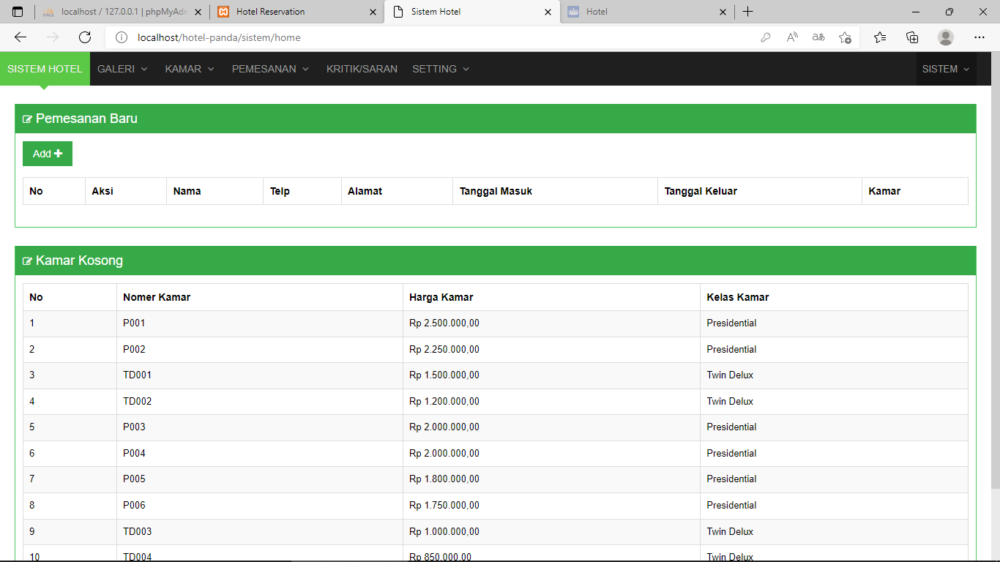 localhost / 127.0.0.1 | phpMyAdm
Hotel Reservation
Sistem Hotel
Hotel
localhost/hotel-panda/sistem/home
SISTEM HOTEL GALERI KAMAR PEMESANAN KRITIK/SARAN SETTING SISTEM
Pemesanan Baru
Add
No Aksi Nama Telp Alamat Tanggal Masuk Tanggal Keluar Kamar
Kamar Kosong
No Nomer Kamar Harga Kamar Kelas Kamar
1 P001 Rp 2.500.000,00 Presidential
2 P002 Rp 2.250.000,00 Presidential
3 TD001 Rp 1.500.000,00 Twin Delux
4 TD002 Rp 1.200.000,00 Twin Delux
5 P003 Rp 2.000.000,00 Presidential
6 P004 Rp 2.000.000,00 Presidential
7 P005 Rp 1.800.000,00 Presidential
8 P006 Rp 1.750.000,00 Presidential
9 TD003 Rp 1.000.000,00 Twin Delux
10 TD004 Rp 850.000,00 Twin Delux